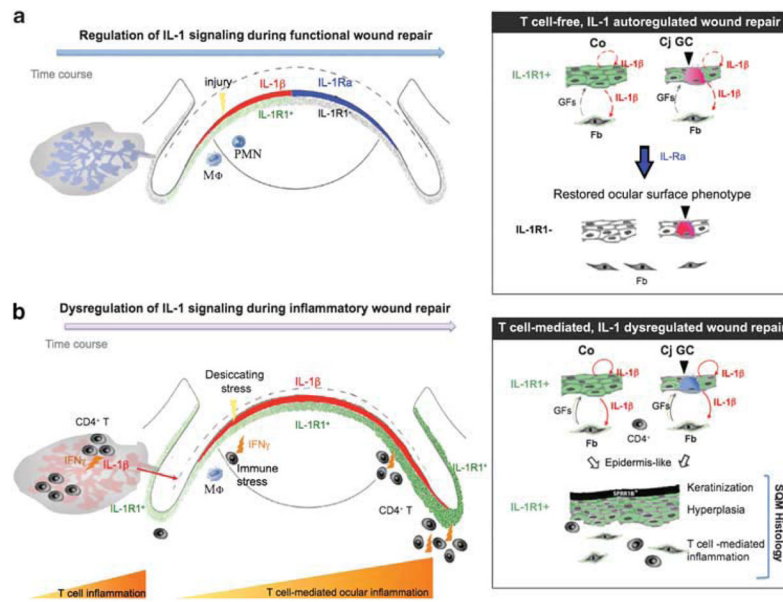 a
Regulation of IL-1 signaling during functional wound repair
Time course
injury
IL-1β
IL-1Ra
IL-1R1+
IL-1R1-
PMN
MΦ
T cell-free, IL-1 autoregulated wound repair
Co
Cj GC
IL-1R1+
IL-1β
IL-1β
GFs
IL-1β
GFs
IL-1β
Fb
Fb
IL-Ra
Restored ocular surface phenotype
IL-1R1-
Fb
b
Dysregulation of IL-1 signaling during inflammatory wound repair
Time course
Desiccating
stress
IL-1β
CD4+ T
IFNγ
IL-1β
IL-1R1+
IFNγ
Immune
stress
MΦ
IL-1R1+
CD4+ T
IL-1R1+
T cell inflammation
T cell-mediated ocular inflammation
T cell-mediated, IL-1 dysregulated wound repair
Co
Cj GC
IL-1R1+
IL-1β
IL-1β
GFs
IL-1β
GFs
IL-1β
Fb
CD4+
Fb
Epidermis-like
IL-1R1+
SPRR1B+
Keratinization
Hyperplasia
T cell -mediated
inflammation
SQM Histology